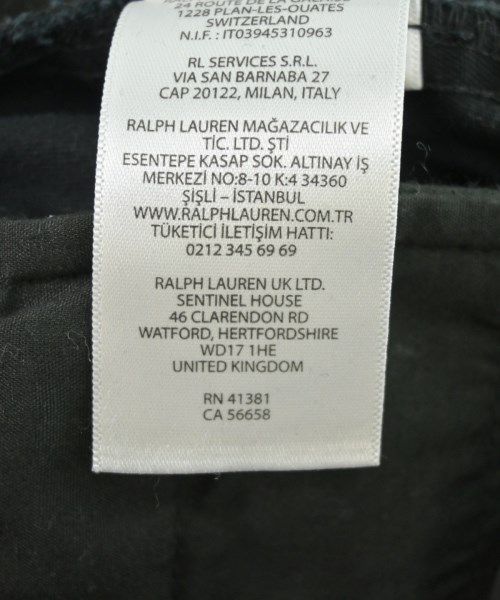 1228 PLAN-LES-OUATES
SWITZERLAND
N.I.F. : IT03945310963
RL SERVICES S.R.L.
VIA SAN BARNABA 27
CAP 20122, MILAN, ITALY
RALPH LAUREN MAĞAZACILIK VE
TİC. LTD. ŞTİ
ESENTEPE KASAP SOK. ALTINAY İŞ
MERKEZİ NO:8-10 K:4 34360
ŞİŞLİ – İSTANBUL
WWW.RALPHLAUREN.COM.TR
TÜKETİCİ İLETİŞİM HATTI:
0212 345 69 69
RALPH LAUREN UK LTD.
SENTINEL HOUSE
46 CLARENDON RD
WATFORD, HERTFORDSHIRE
WD17 1HE
UNITED KINGDOM
RN 41381
CA 56658